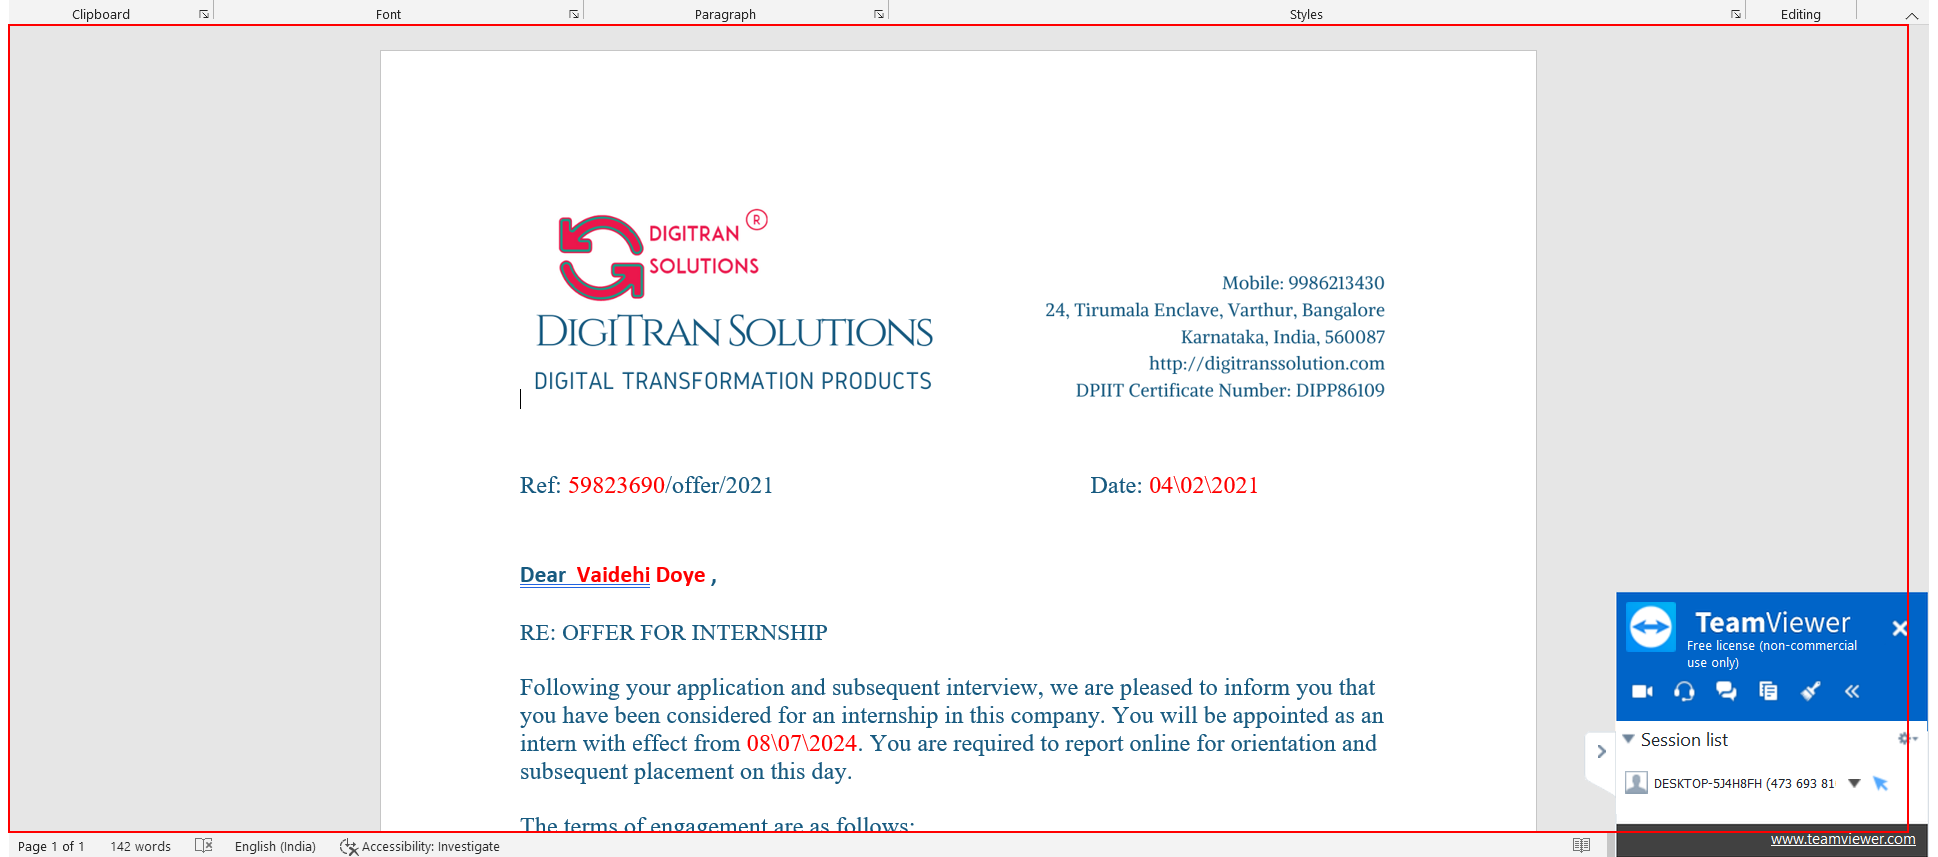 Clipboard Font Paragraph Styles Editing
DIGITRAN ®
SOLUTIONS
DIGITRAN SOLUTIONS
DIGITAL TRANSFORMATION PRODUCTS
Mobile: 9986213430
24, Tirumala Enclave, Varthur, Bangalore
Karnataka, India, 560087
http://digitranssolution.com
DPIIT Certificate Number: DIPP86109
Ref: 59823690/offer/2021 Date: 04\02\2021
Dear Vaidehi Doye ,
RE: OFFER FOR INTERNSHIP
Following your application and subsequent interview, we are pleased to inform you that
you have been considered for an internship in this company. You will be appointed as an
intern with effect from 08\07\2024. You are required to report online for orientation and
subsequent placement on this day.
The terms of engagement are as follows:
TeamViewer
Free license (non-commercial
use only)
Session list
DESKTOP-5J4H8FH (473 693 81
www.teamviewer.com
Page 1 of 1 142 words English (India) Accessibility: Investigate